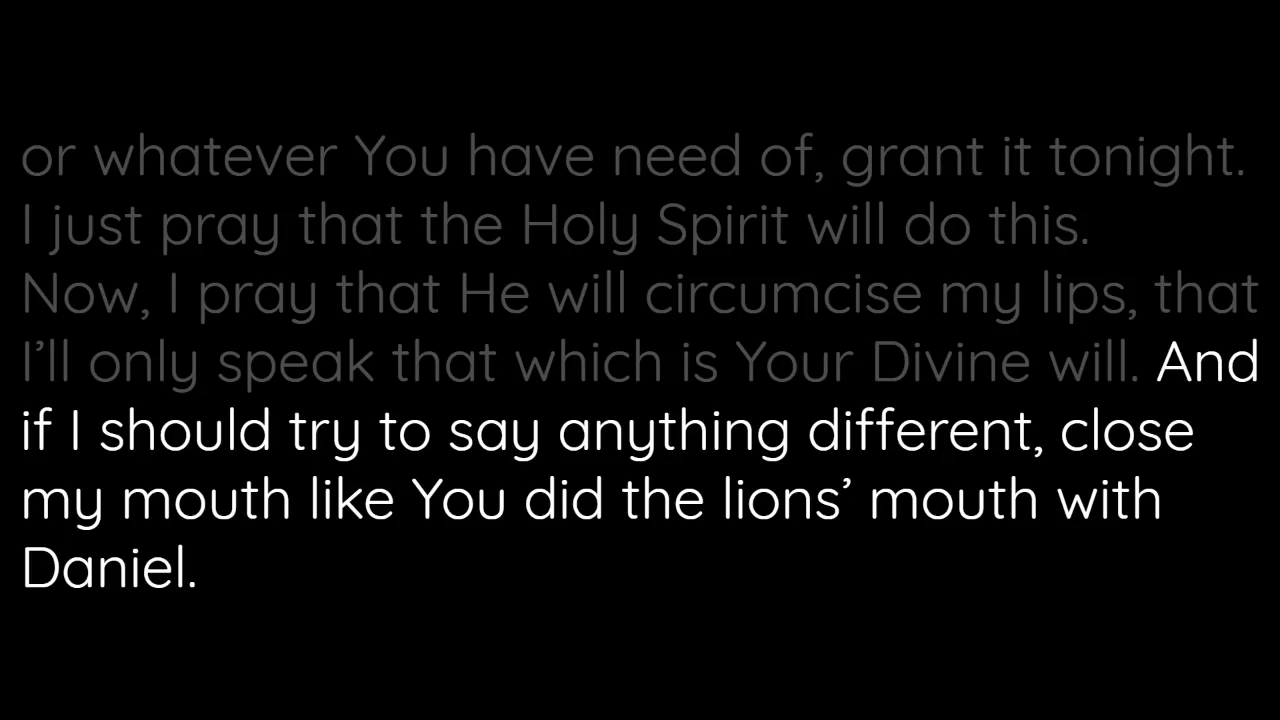 or whatever You have need of, grant it tonight.
I just pray that the Holy Spirit will do this.
Now, I pray that He will circumcise my lips, that
I’ll only speak that which is Your Divine will. And
if I should try to say anything different, close
my mouth like You did the lions’ mouth with
Daniel.